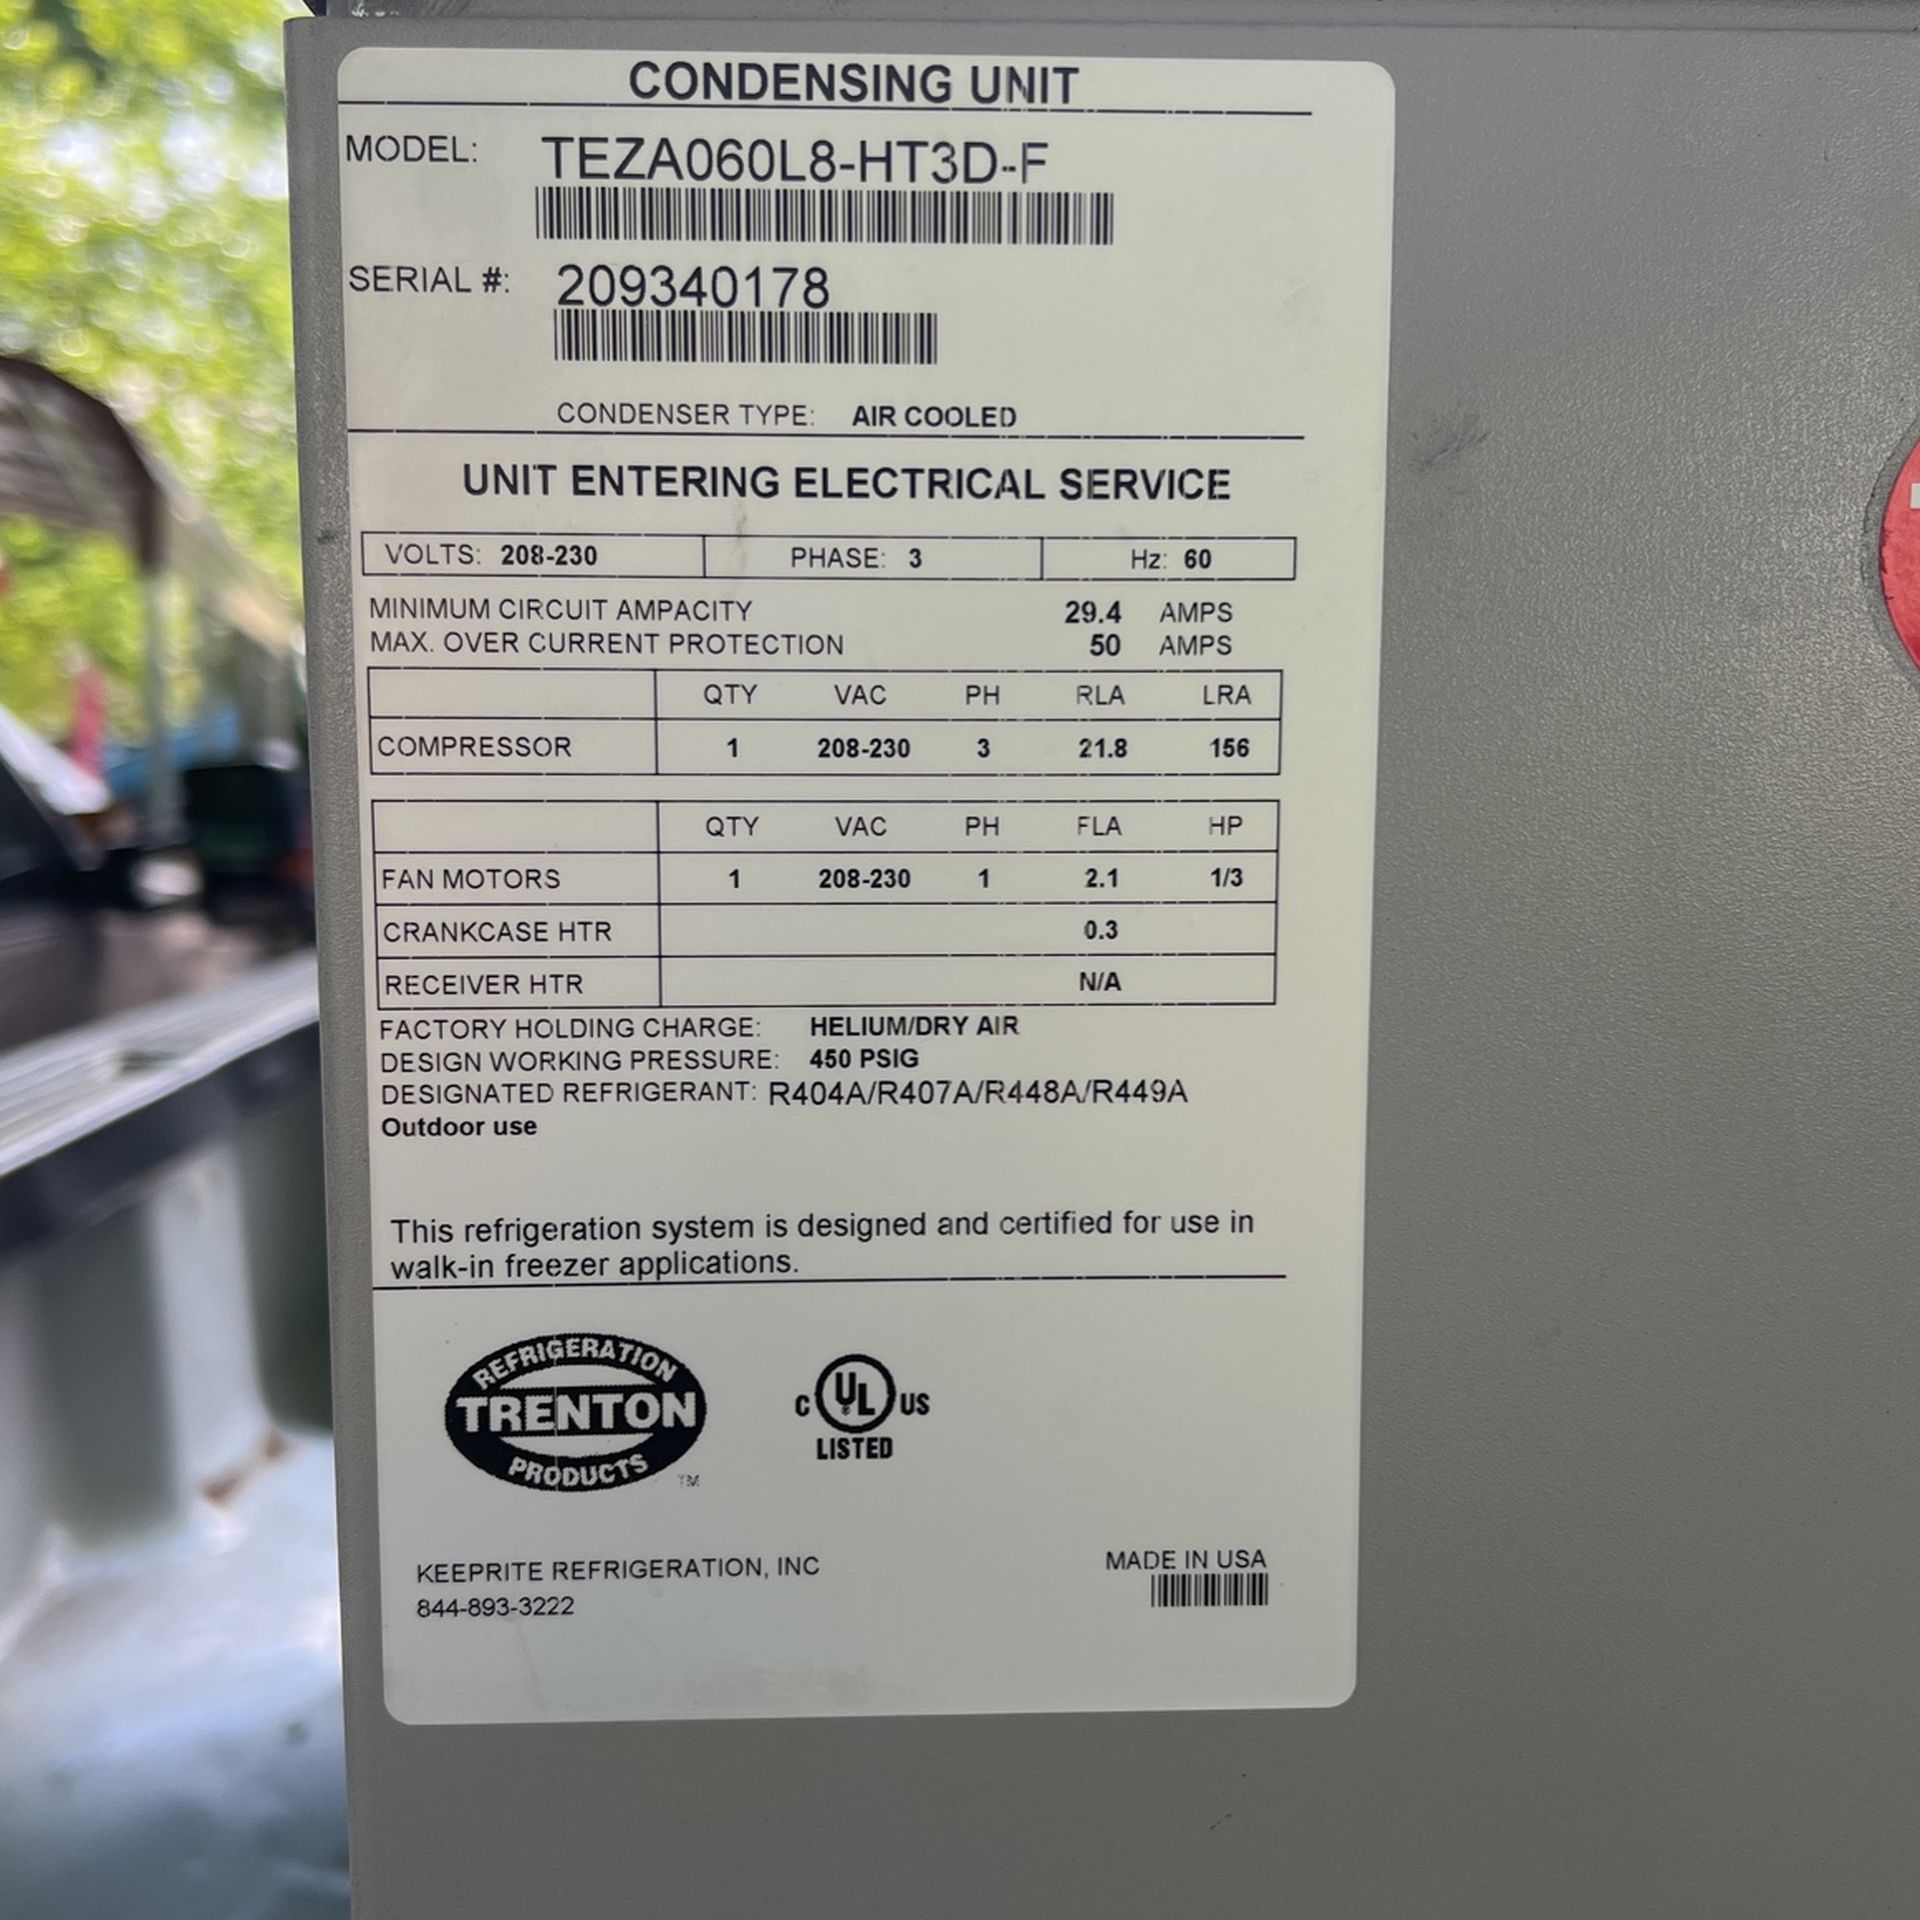 CONDENSING UNIT
MODEL: TEZA060L8-HT3D-F
SERIAL #: 209340178
CONDENSER TYPE: AIR COOLED
UNIT ENTERING ELECTRICAL SERVICE
VOLTS: 208-230 PHASE: 3 Hz: 60
MINIMUM CIRCUIT AMPACITY 29.4 AMPS
MAX. OVER CURRENT PROTECTION 50 AMPS
QTY VAC PH RLA LRA
COMPRESSOR 1 208-230 3 21.8 156
QTY VAC PH FLA HP
FAN MOTORS 1 208-230 1 2.1 1/3
CRANKCASE HTR 0.3
RECEIVER HTR N/A
FACTORY HOLDING CHARGE: HELIUM/DRY AIR
DESIGN WORKING PRESSURE: 450 PSIG
DESIGNATED REFRIGERANT: R404A/R407A/R448A/R449A
Outdoor use
This refrigeration system is designed and certified for use in
walk-in freezer applications.
REFRIGERATION
TRENTON
PRODUCTS
TM
C UL US
LISTED
KEEPRITE REFRIGERATION, INC
844-893-3222
MADE IN USA